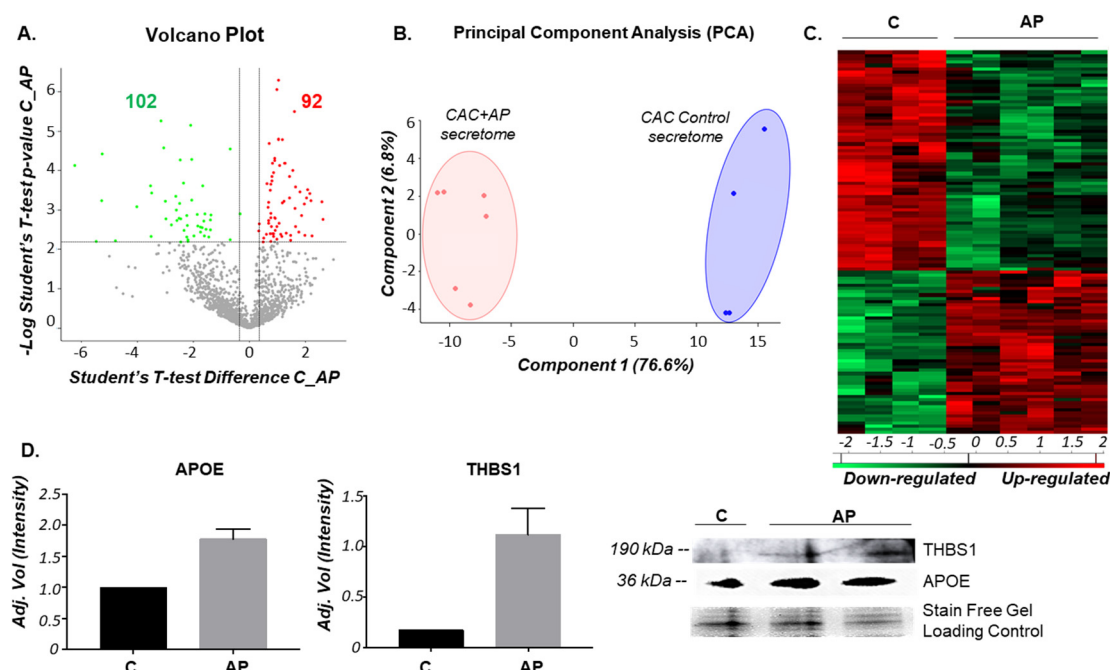 A.
Volcano Plot
-Log Student's T-test p-value C_AP
6
5
4
3
2
1
0
102
92
-6
-4
-2
0
2
Student's T-test Difference C_AP
B.
Principal Component Analysis (PCA)
CAC+AP
secretome
CAC Control
secretome
Component 2 (6.8%)
6
4
2
0
-2
-4
-10
-5
0
5
10
15
Component 1 (76.6%)
C.
C
AP
-2
-1.5
-1
-0.5
0
0.5
1
1.5
2
Down-regulated
Up-regulated
D.
APOE
Adj. Vol (Intensity)
2.5
2.0
1.5
1.0
0.5
0
C
AP
THBS1
Adj. Vol (Intensity)
1.5
1.0
0.5
0
C
AP
C
AP
190 kDa --
THBS1
36 kDa --
APOE
Stain Free Gel
Loading Control